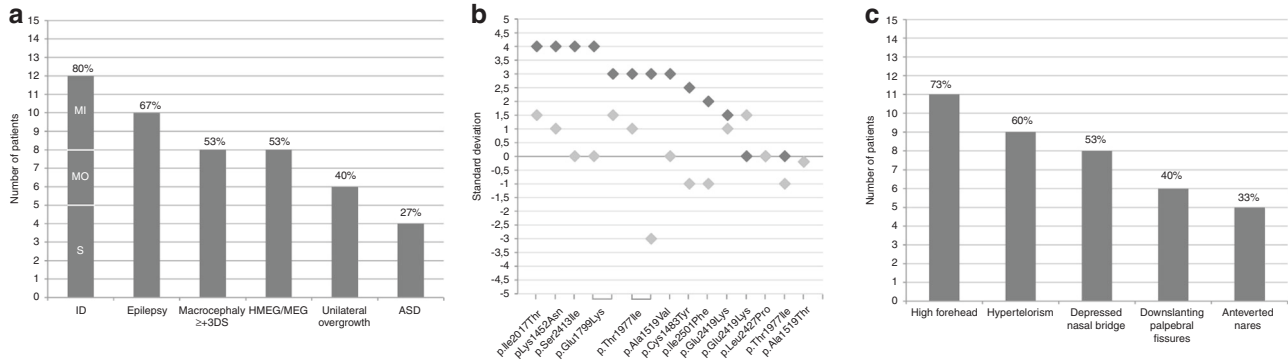 a
Number of patients
15
14
13
12
11
10
9
8
7
6
5
4
3
2
1
0
80%
67%
53%
53%
40%
27%
MI
MO
S
ID
Epilepsy
Macrocephaly
≥+3DS
HMEG/MEG
Unilateral
overgrowth
ASD
b
Standard deviation
5
4,5
4
3,5
3
2,5
2
1,5
1
0,5
0
-0,5
-1
-1,5
-2
-2,5
-3
-3,5
-4
-4,5
-5
p.Ile2017Thr
pLys1452Asn
p.Ser2413Ile
p.Glu1799Lys
p.Thr1977Ile
p.Ala1519Val
p.Cys1483Tyr
p.Ile2501Phe
p.Glu2419Lys
p.Glu2419Lys
p.Leu2427Pro
p.Thr1977Ile
p.Ala1519Thr
c
Number of patients
15
14
13
12
11
10
9
8
7
6
5
4
3
2
1
0
73%
60%
53%
40%
33%
High forehead
Hypertelorism
Depressed
nasal bridge
Downslanting
palpebral
fissures
Anteverted
nares